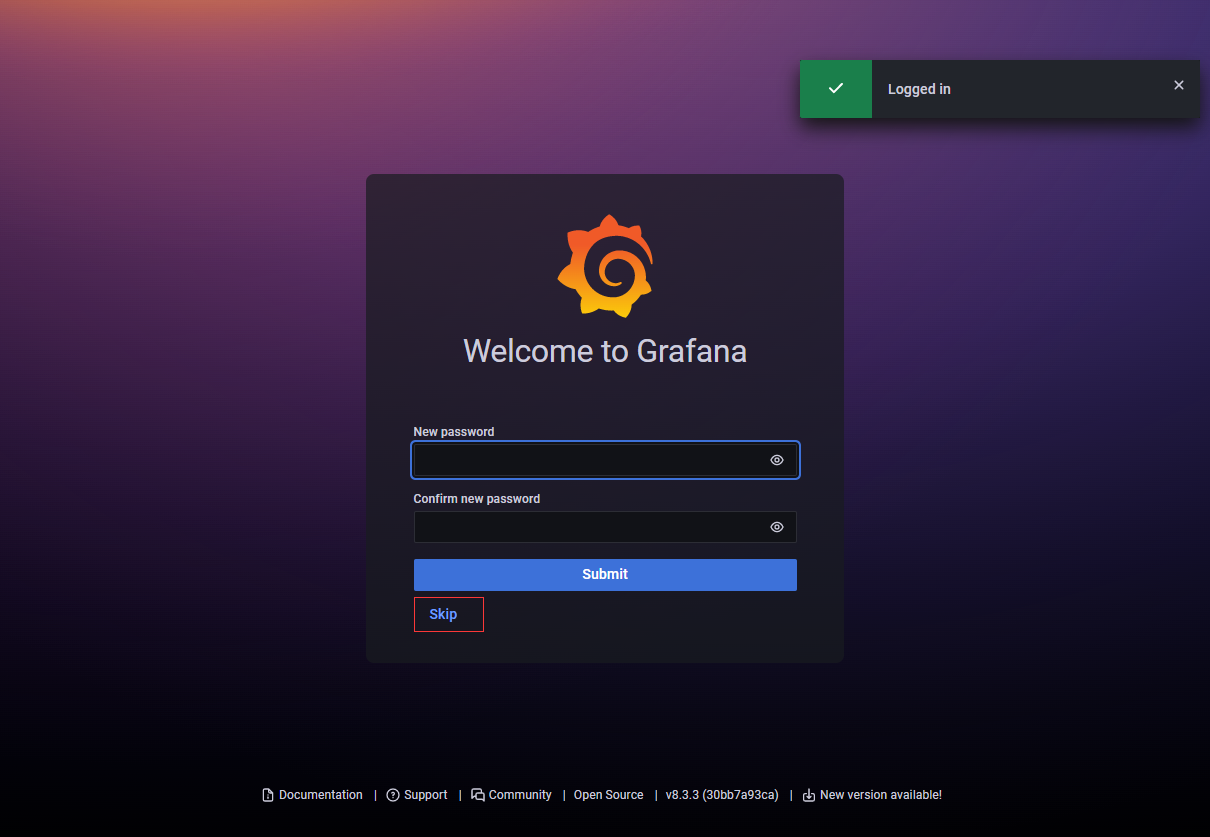 Logged in
Welcome to Grafana
New password
Confirm new password
Submit
Skip
Documentation | Support | Community | Open Source | v8.3.3 (30bb7a93ca) | New version available!